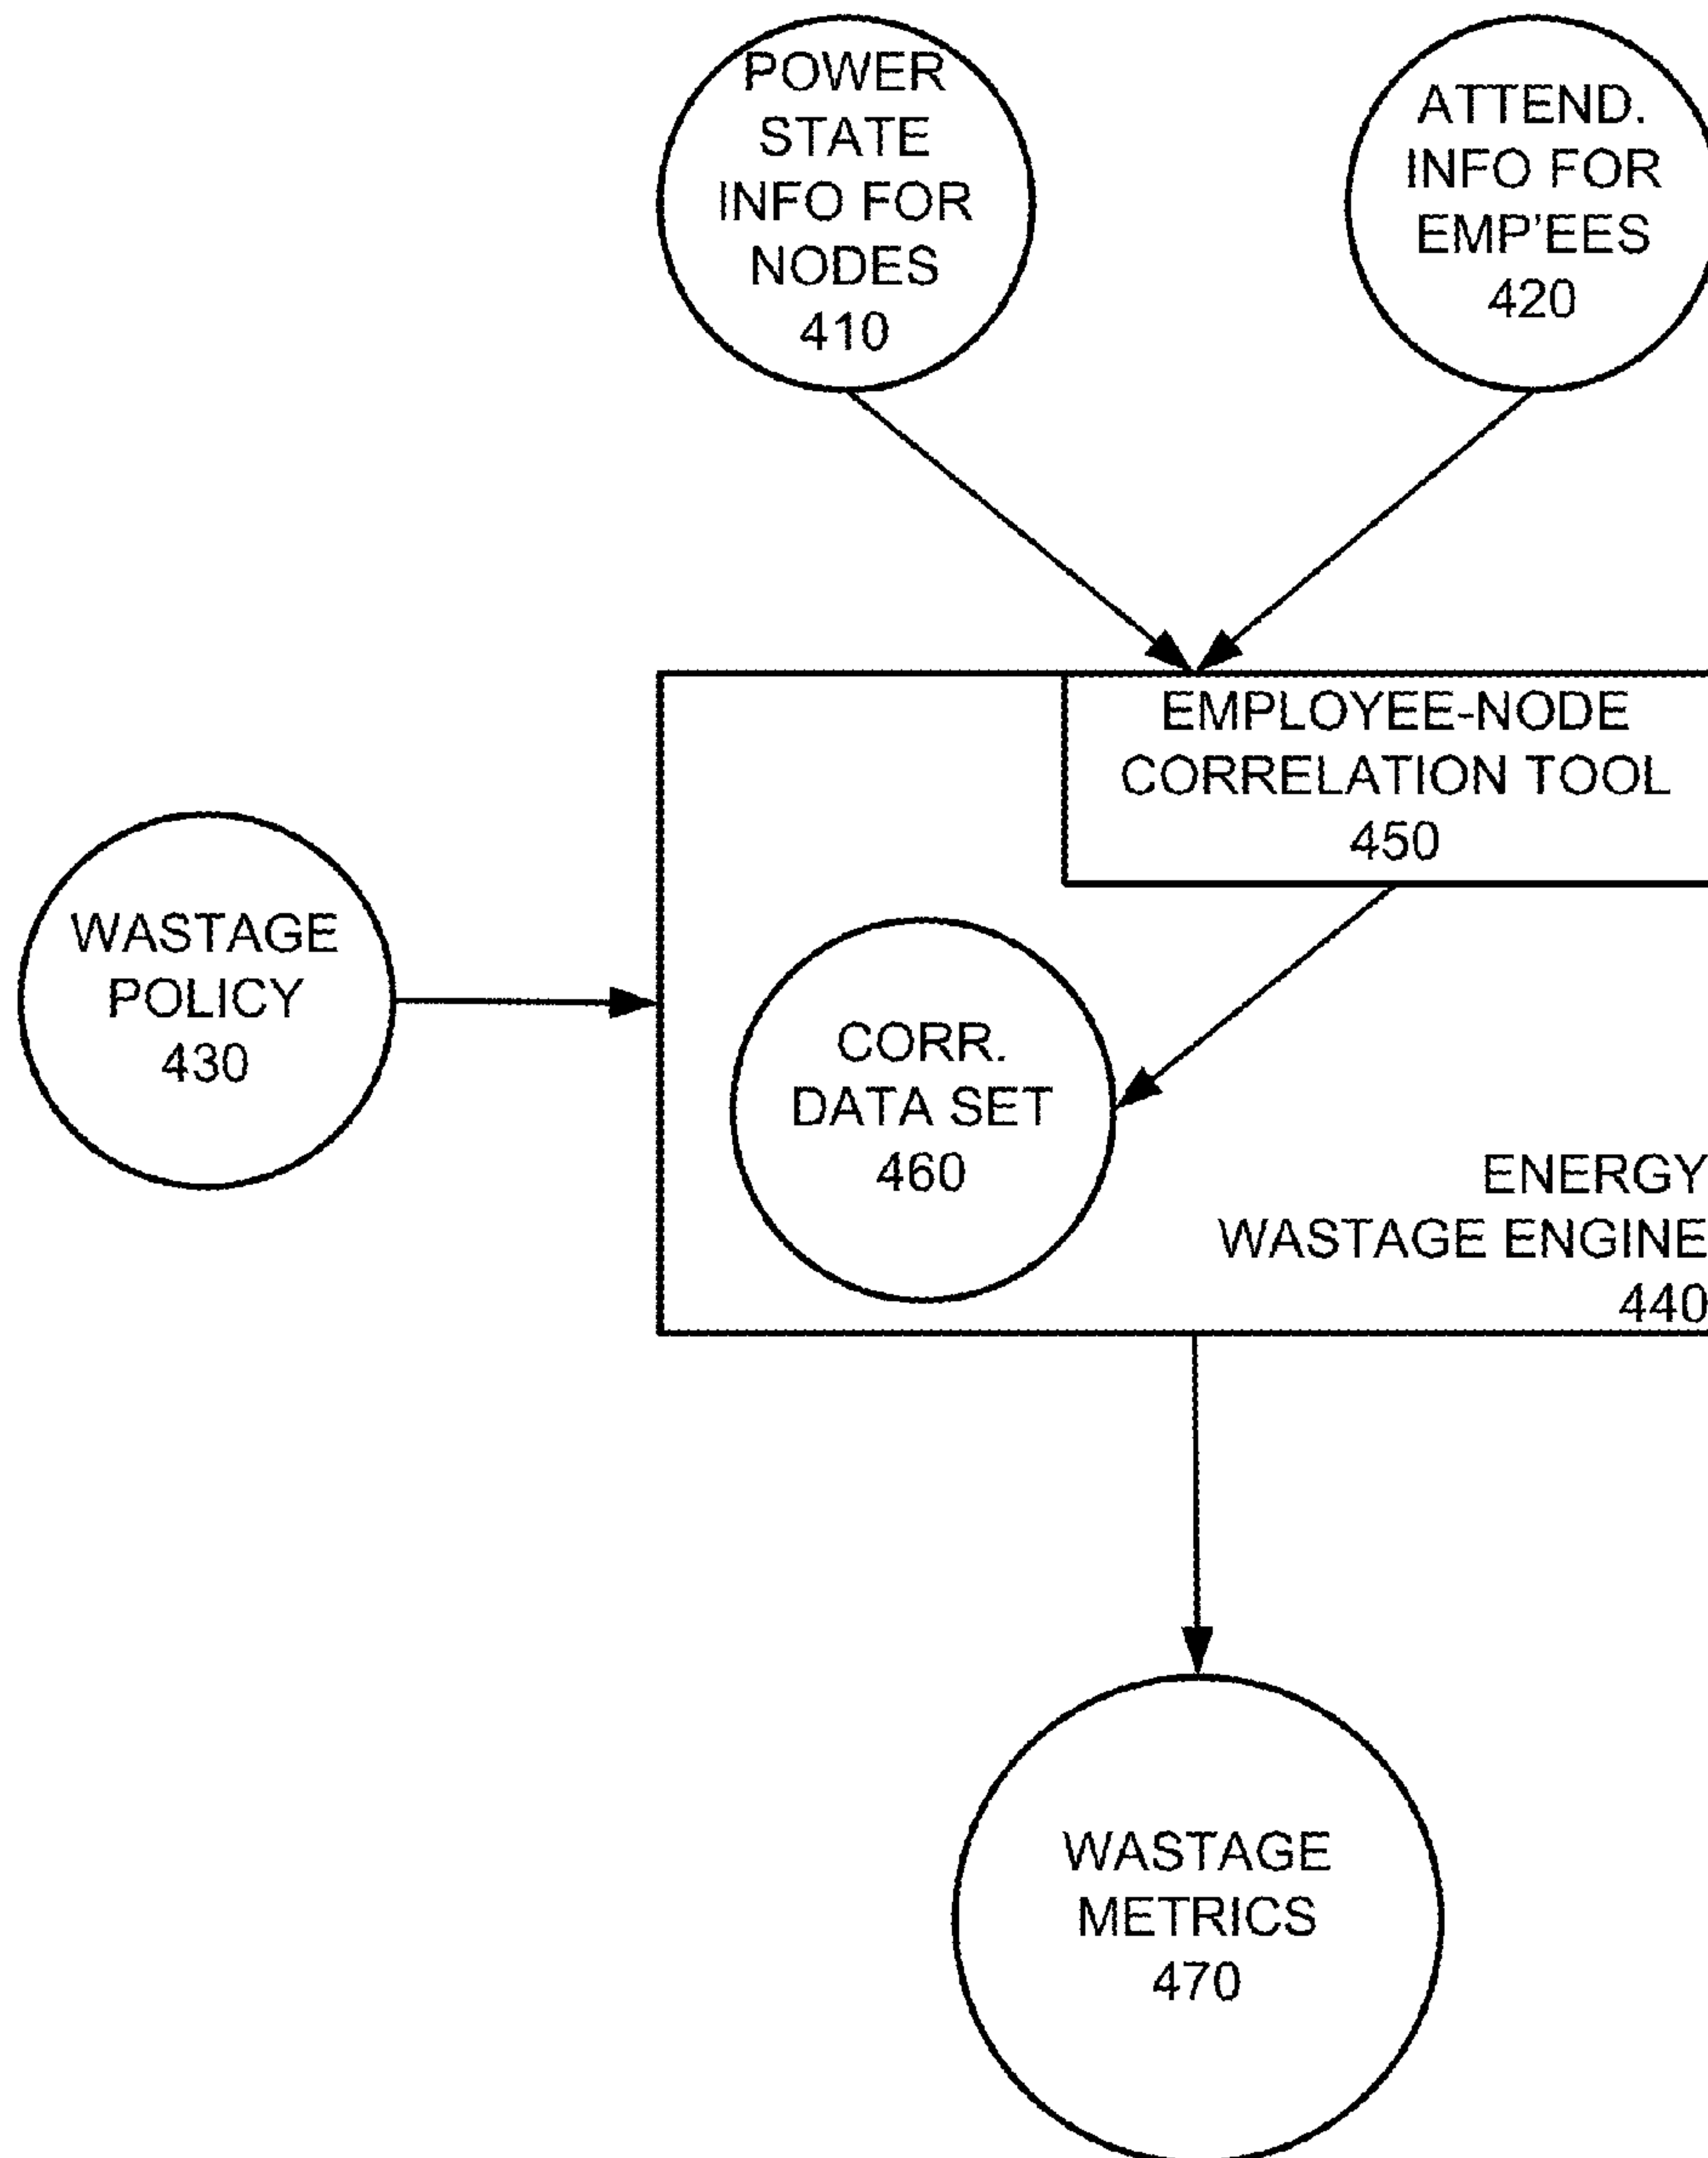 POWER
STATE
INFO FOR
NODES
410
ATTEND.
INFO FOR
EMP'EES
420
EMPLOYEE-NODE
CORRELATION TOOL
450
WASTAGE
POLICY
430
CORR.
DATA SET
460
ENERGY
WASTAGE ENGINE
440
WASTAGE
METRICS
470